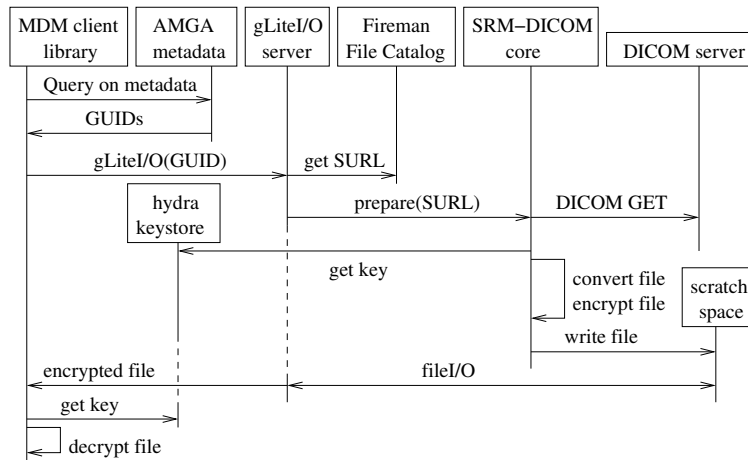 MDM client
library
AMGA
metadata
gLiteI/O
server
Fireman
File Catalog
SRM−DICOM
core
DICOM server
Query on metadata
GUIDs
gLiteI/O(GUID)
get SURL
hydra
keystore
prepare(SURL)
DICOM GET
get key
convert file
encrypt file
scratch
space
write file
encrypted file
fileI/O
get key
decrypt file